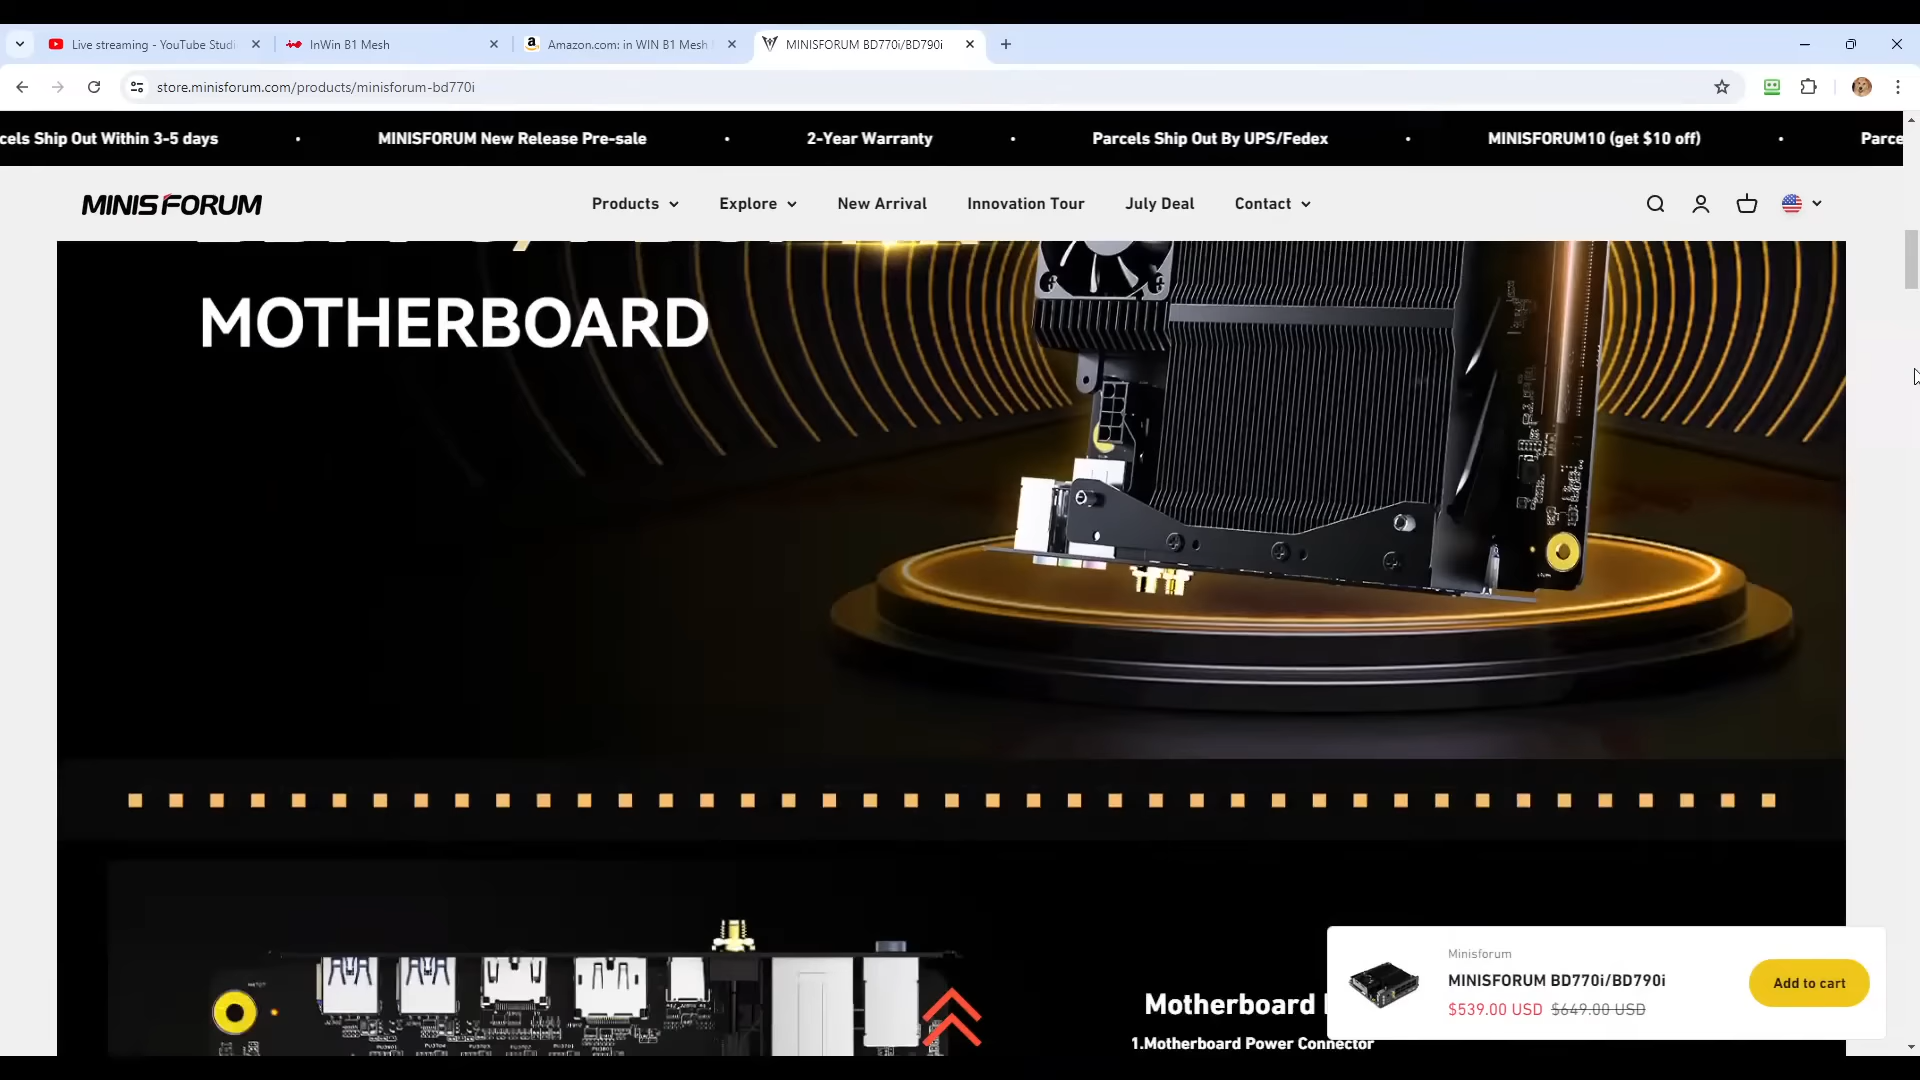 Live streaming - YouTube Studi
InWin B1 Mesh
Amazon.com: in WIN B1 Mesh
MINISFORUM BD770i/BD790i
store.minisforum.com/products/minisforum-bd770i
cels Ship Out Within 3-5 days • MINISFORUM New Release Pre-sale • 2-Year Warranty • Parcels Ship Out By UPS/Fedex • MINISFORUM10 (get $10 off) • Parce
MINISFORUM
Products
Explore
New Arrival
Innovation Tour
July Deal
Contact
MOTHERBOARD
Minisforum
MINISFORUM BD770i/BD790i
$539.00 USD $649.00 USD
Add to cart
Motherboard
1.Motherboard Power Connector